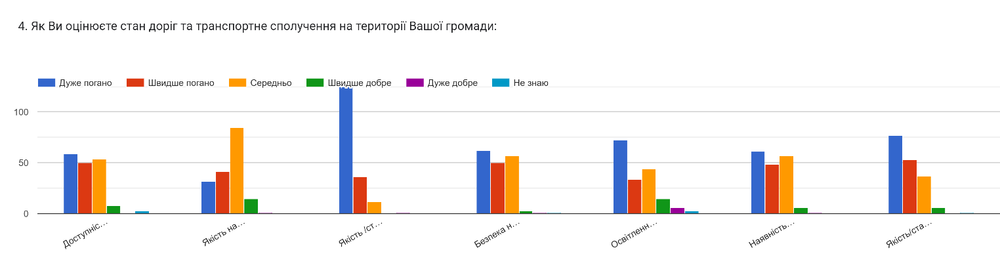 4. Як Ви оцінюєте стан доріг та транспортне сполучення на території Вашої громади:
Дуже погано Швидше погано Середньо Швидше добре Дуже добре Не знаю
100
50
0
Доступніс… Якість на… Якість /ст… Безпека н… Освітленн… Наявність… Якість/ста…